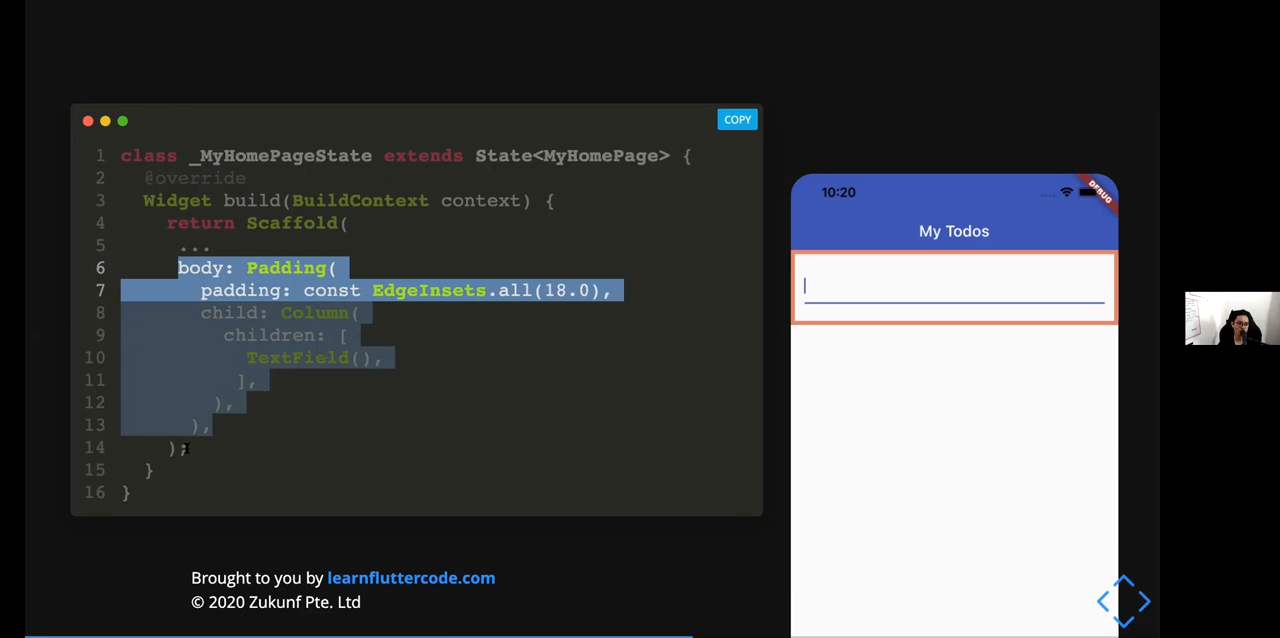 COPY
1 class _MyHomePageState extends State<MyHomePage> {
2 @override
3 Widget build(BuildContext context) {
4 return Scaffold(
5 ...
6 body: Padding(
7 padding: const EdgeInsets.all(18.0),
8 child: Column(
9 children: [
10 TextField(),
11 ],
12 ),
13 ),
14 );
15 }
16 }
10:20
DEBUG
My Todos
Brought to you by learnfluttercode.com
© 2020 Zukunf Pte. Ltd